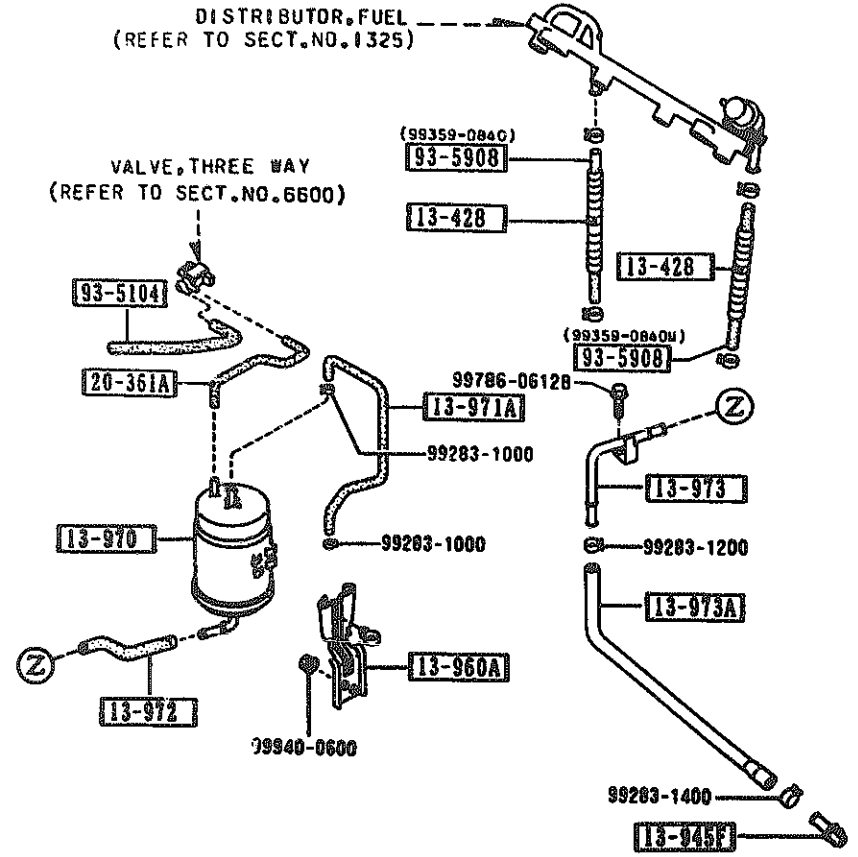 DISTRIBUTOR,FUEL
(REFER TO SECT.NO.1325)
(99359-0840)
93-5908
VALVE,THREE WAY
(REFER TO SECT.NO.6600)
13-428
13-428
93-5104
(99359-0840W)
93-5908
20-361A
99786-0612B
13-971A
Z
99283-1000
13-973
13-970
99283-1000
99283-1200
13-973A
Z
13-960A
13-972
99940-0600
99283-1400
13-945F